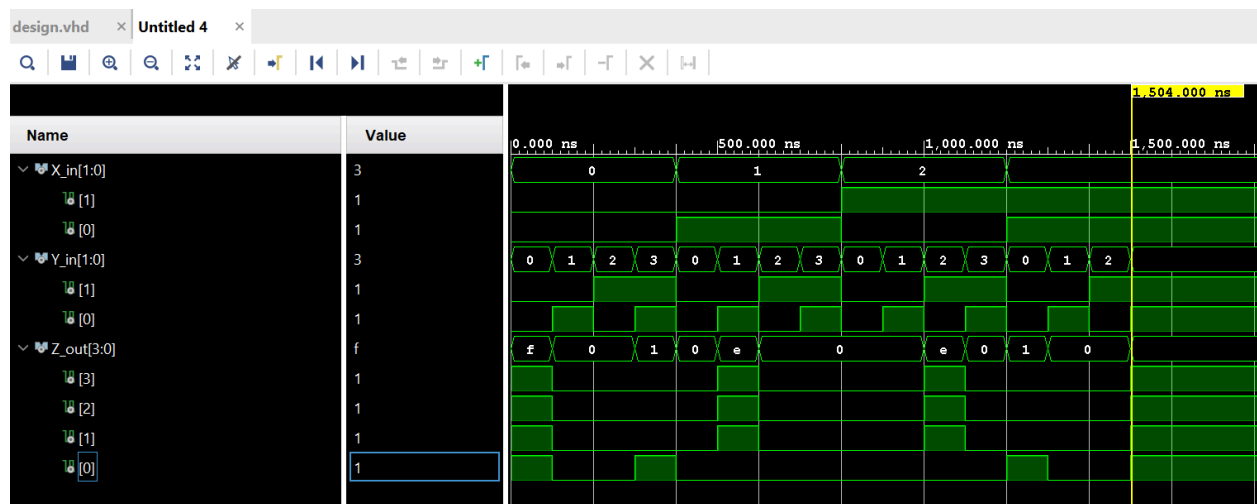 design.vhd × Untitled 4 ×
1,504.000 ns
Name Value
0.000 ns 500.000 ns 1,000.000 ns 1,500.000 ns
X_in[1:0] 3 0 1 2
[1] 1
[0] 1
Y_in[1:0] 3 0 1 2 3 0 1 2 3 0 1 2 3 0 1 2
[1] 1
[0] 1
Z_out[3:0] f f 0 1 0 e 0 e 0 1 0
[3] 1
[2] 1
[1] 1
[0] 1